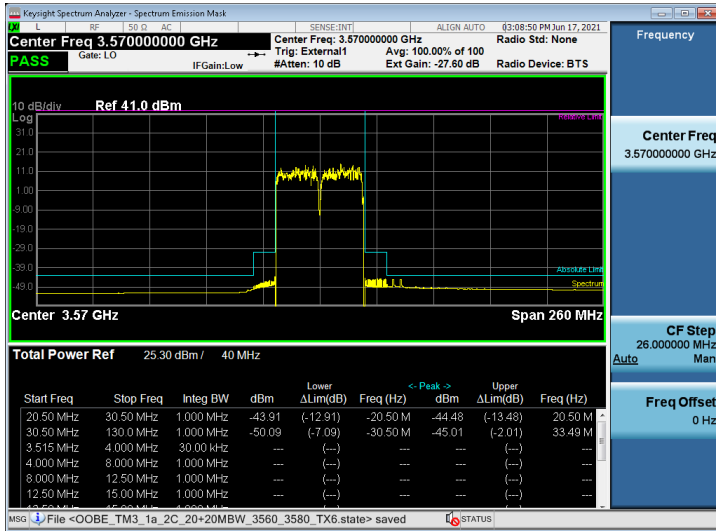 Keysight Spectrum Analyzer - Spectrum Emission Mask
LXI L RF 50 Ω AC SENSE:INT ALIGN AUTO 03:08:50 PM Jun 17, 2021
Center Freq 3.570000000 GHz
PASS
Gate: LO
IFGain:Low
Center Freq: 3.570000000 GHz
Trig: External1 Avg: 100.00% of 100
#Atten: 10 dB Ext Gain: -27.60 dB
Radio Std: None
Radio Device: BTS
10 dB/div Ref 41.0 dBm
Log
Relative Limit
31.0
21.0
11.0
1.00
-9.00
-19.0
-29.0
-39.0
-49.0
Absolute Limit
Spectrum
Center 3.57 GHz Span 260 MHz
Total Power Ref 25.30 dBm / 40 MHz
Lower <- Peak -> Upper
Start Freq Stop Freq Integ BW dBm ΔLim(dB) Freq (Hz) dBm ΔLim(dB) Freq (Hz)
20.50 MHz 30.50 MHz 1.000 MHz -43.91 (-12.91) -20.50 M -44.48 (-13.48) 20.50 M
30.50 MHz 130.0 MHz 1.000 MHz -50.09 (-7.09) -30.50 M -45.01 (-2.01) 33.49 M
3.515 MHz 4.000 MHz 30.00 kHz --- (---) --- --- (---) ---
4.000 MHz 8.000 MHz 1.000 MHz --- (---) --- --- (---) ---
8.000 MHz 12.50 MHz 1.000 MHz --- (---) --- --- (---) ---
12.50 MHz 15.00 MHz 1.000 MHz --- (---) --- --- (---) ---
MSG File <OOBE_TM3_1a_2C_20+20MBW_3560_3580_TX6.state> saved STATUS
Frequency
Center Freq
3.570000000 GHz
CF Step
26.000000 MHz
Auto Man
Freq Offset
0 Hz